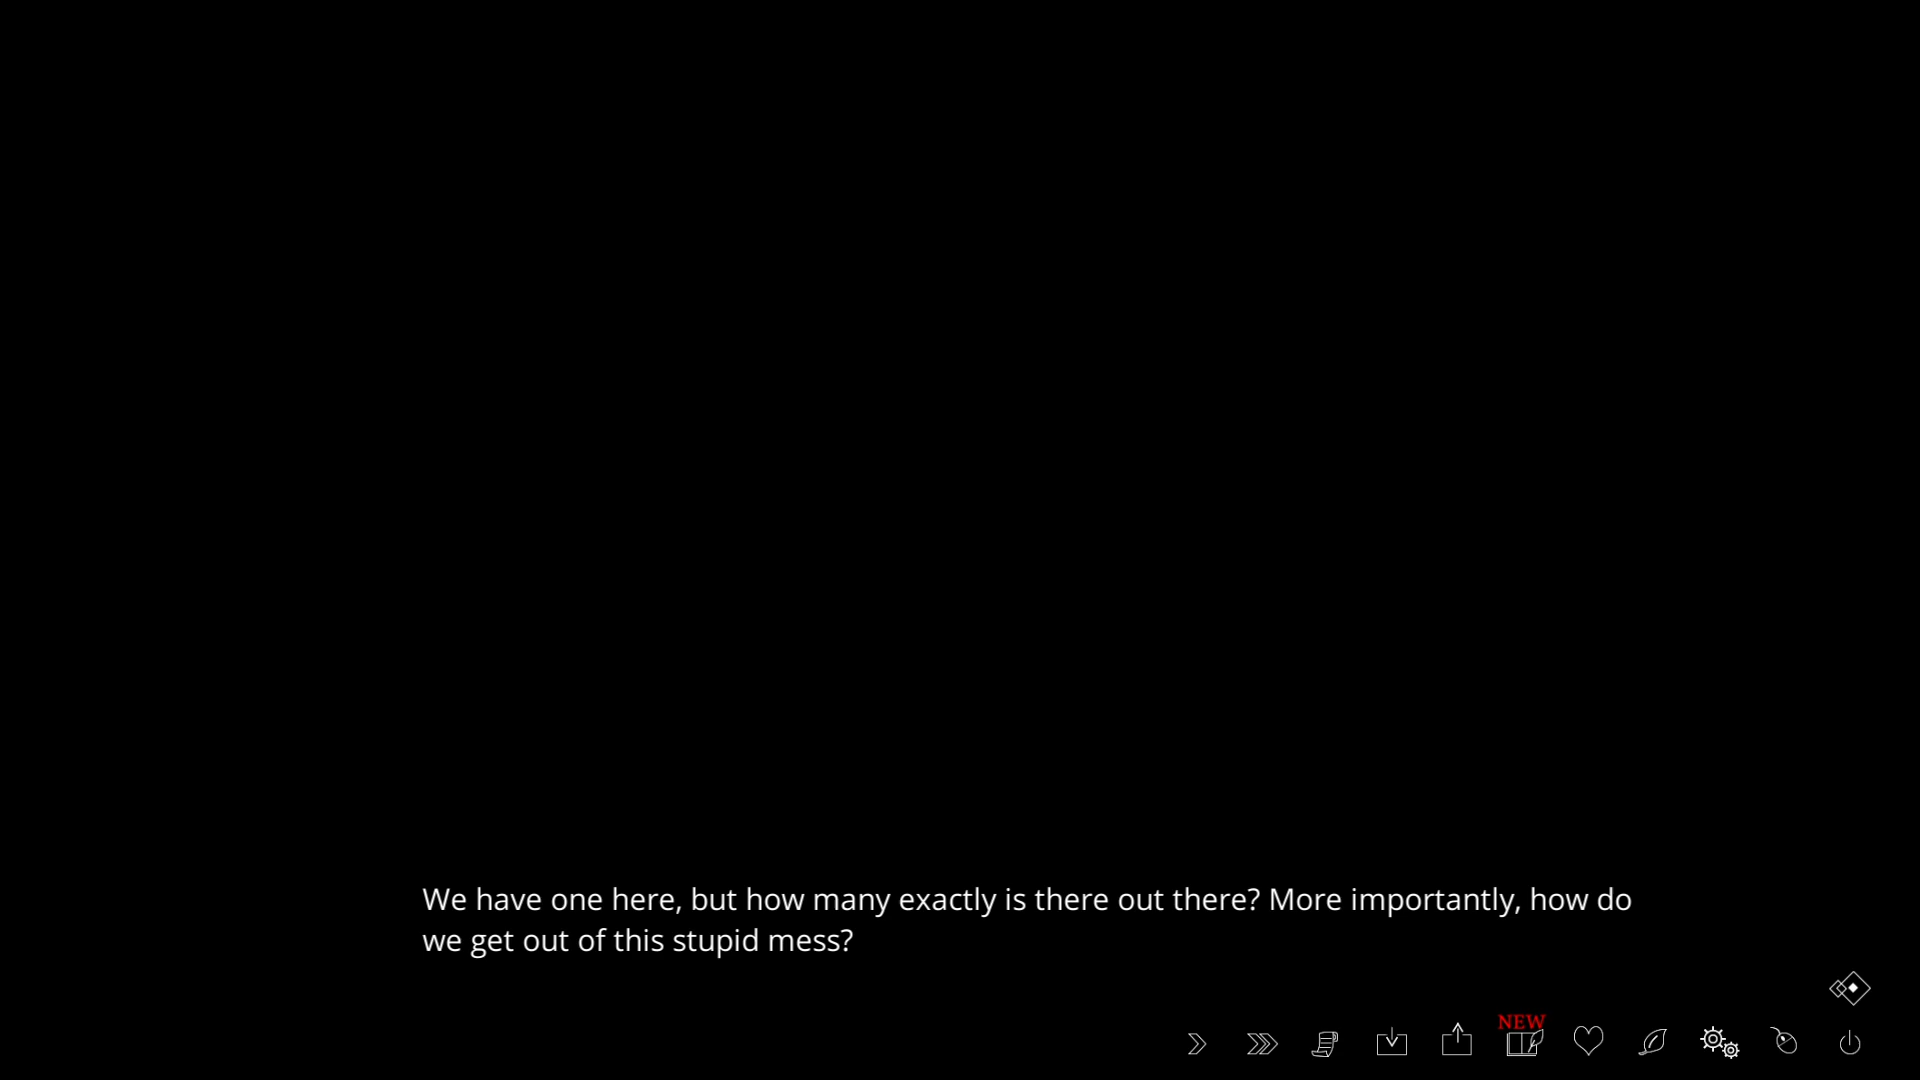 We have one here, but how many exactly is there out there? More importantly, how do
we get out of this stupid mess?
NEW